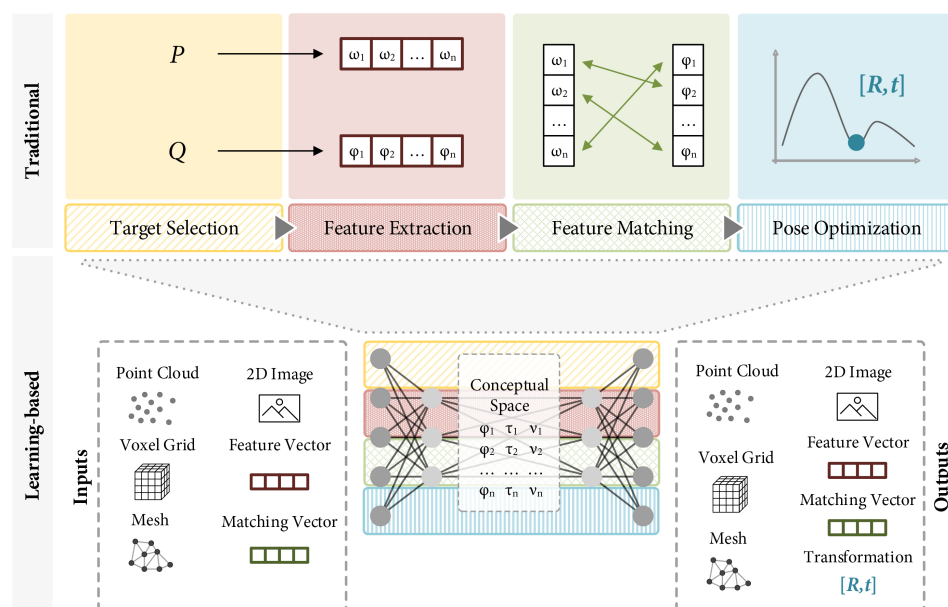 Traditional
P
ω1 ω2 … ωn
Q
φ1 φ2 … φn
ω1
ω2
…
ωn
φ1
φ2
…
φn
[R,t]
Target Selection
Feature Extraction
Feature Matching
Pose Optimization
Learning-based
Inputs
Point Cloud
2D Image
Voxel Grid
Feature Vector
Mesh
Matching Vector
Conceptual
Space
φ1 τ1 ν1
φ2 τ2 ν2
… … …
φn τn νn
Point Cloud
2D Image
Voxel Grid
Feature Vector
Matching Vector
Mesh
Transformation
[R,t]
Outputs